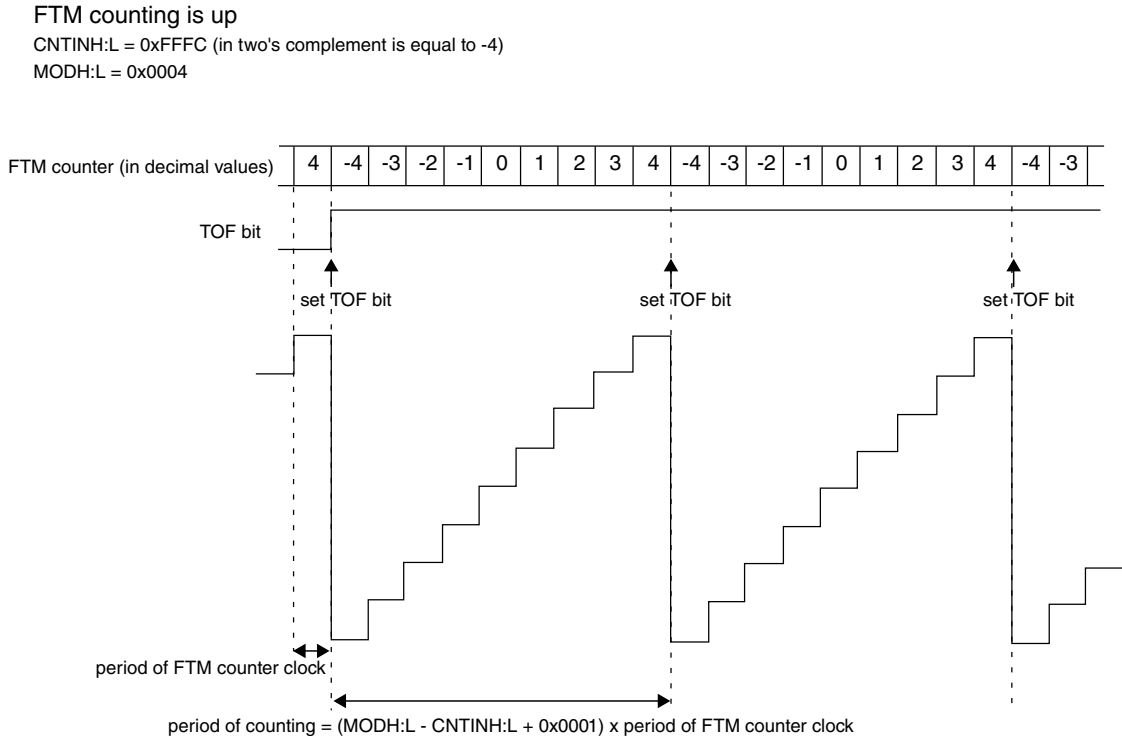 FTM counting is up
CNTINH:L = 0xFFFC (in two's complement is equal to -4)
MODH:L = 0x0004
FTM counter (in decimal values) 4 -4 -3 -2 -1 0 1 2 3 4 -4 -3 -2 -1 0 1 2 3 4 -4 -3
TOF bit
set TOF bit set TOF bit set TOF bit
period of FTM counter clock
period of counting = (MODH:L - CNTINH:L + 0x0001) x period of FTM counter clock